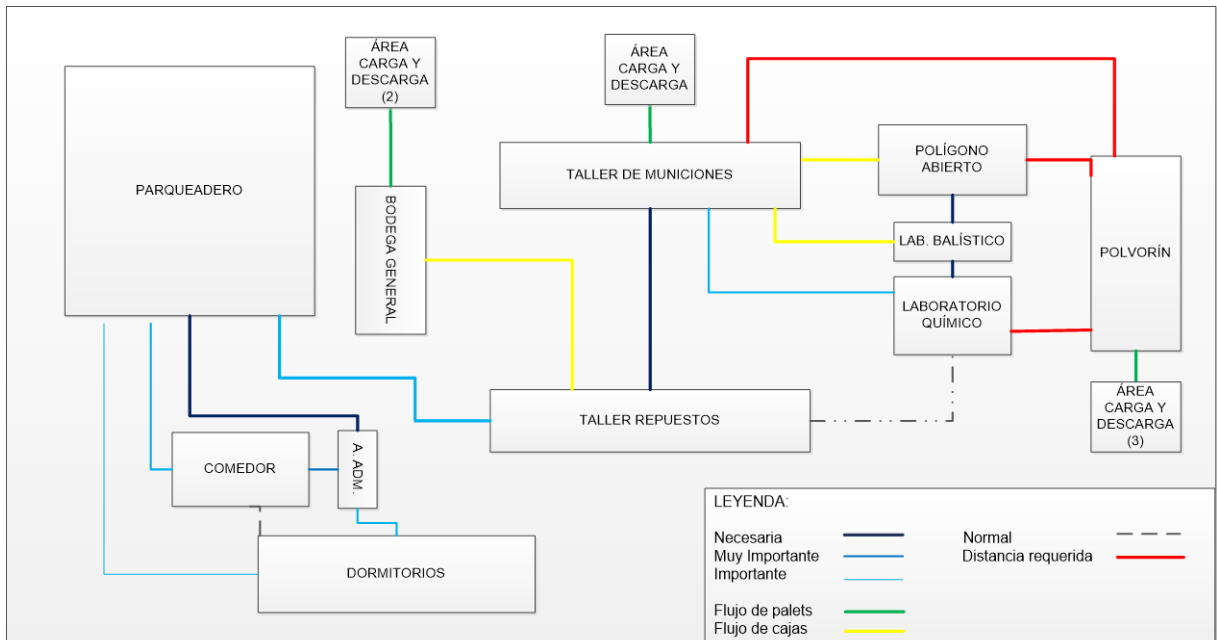 ÁREA
CARGA Y
DESCARGA
(2)
ÁREA
CARGA Y
DESCARGA
PARQUEADERO
BODEGA GENERAL
TALLER DE MUNICIONES
POLÍGONO
ABIERTO
LAB. BALÍSTICO
POLVORÍN
LABORATORIO
QUÍMICO
ÁREA
CARGA Y
DESCARGA
(3)
TALLER REPUESTOS
COMEDOR
A. ADM.
DORMITORIOS
LEYENDA:
Necesaria
Muy Importante
Importante
Flujo de palets
Flujo de cajas
Normal
Distancia requerida